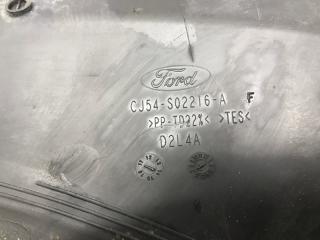 Ford
CJ54-S02216-A F
>PP-TD22%< >TES<
D2L4A